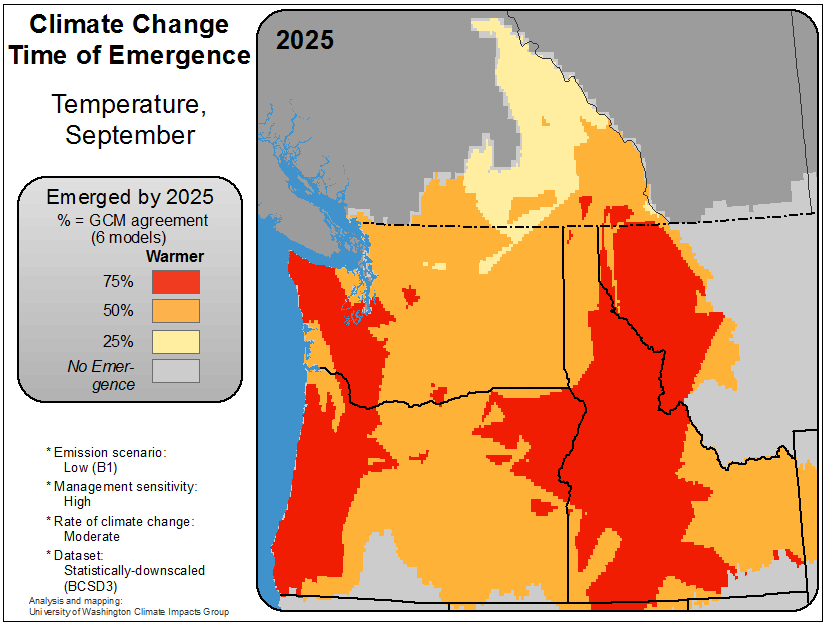 Climate Change
Time of Emergence
Temperature,
September
Emerged by 2025
% = GCM agreement
(6 models)
Warmer
75%
50%
25%
No Emer-
gence
* Emission scenario:
Low (B1)
* Management sensitivity:
High
* Rate of climate change:
Moderate
* Dataset:
Statistically-downscaled
(BCSD3)
Analysis and mapping:
University of Washington Climate Impacts Group
2025